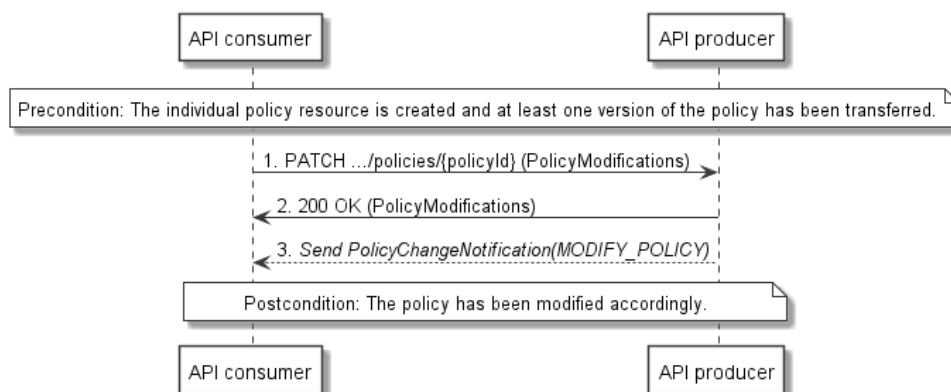 API consumer
API producer
Precondition: The individual policy resource is created and at least one version of the policy has been transferred.
1. PATCH .../policies/{policyId} (PolicyModifications)
2. 200 OK (PolicyModifications)
3. Send PolicyChangeNotification(MODIFY_POLICY)
Postcondition: The policy has been modified accordingly.
API consumer
API producer